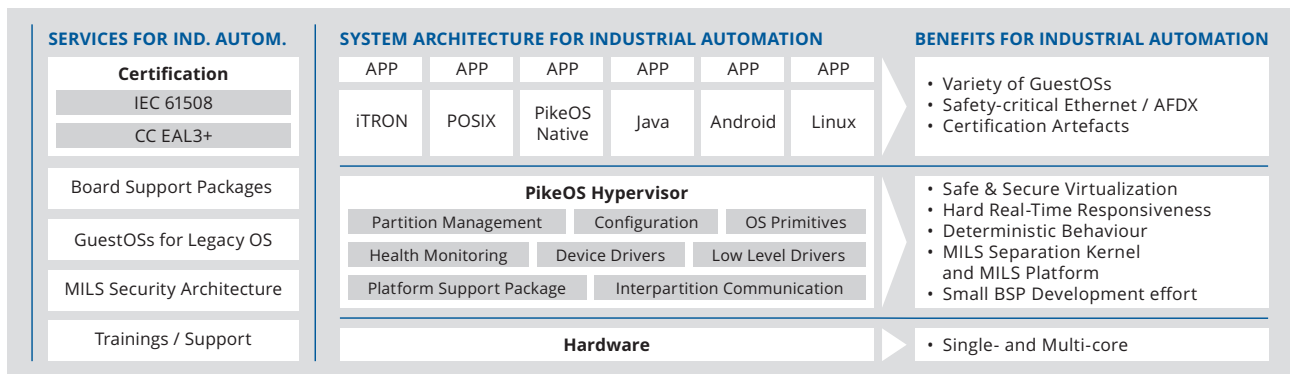 SERVICES FOR IND. AUTOM.
Certification
IEC 61508
CC EAL3+
Board Support Packages
GuestOSs for Legacy OS
MILS Security Architecture
Trainings / Support
SYSTEM ARCHITECTURE FOR INDUSTRIAL AUTOMATION
APP APP APP APP APP APP
iTRON POSIX PikeOS Native Java Android Linux
PikeOS Hypervisor
Partition Management Configuration OS Primitives
Health Monitoring Device Drivers Low Level Drivers
Platform Support Package Interpartition Communication
Hardware
BENEFITS FOR INDUSTRIAL AUTOMATION
• Variety of GuestOSs
• Safety-critical Ethernet / AFDX
• Certification Artefacts
• Safe & Secure Virtualization
• Hard Real-Time Responsiveness
• Deterministic Behaviour
• MILS Separation Kernel
and MILS Platform
• Small BSP Development effort
• Single- and Multi-core